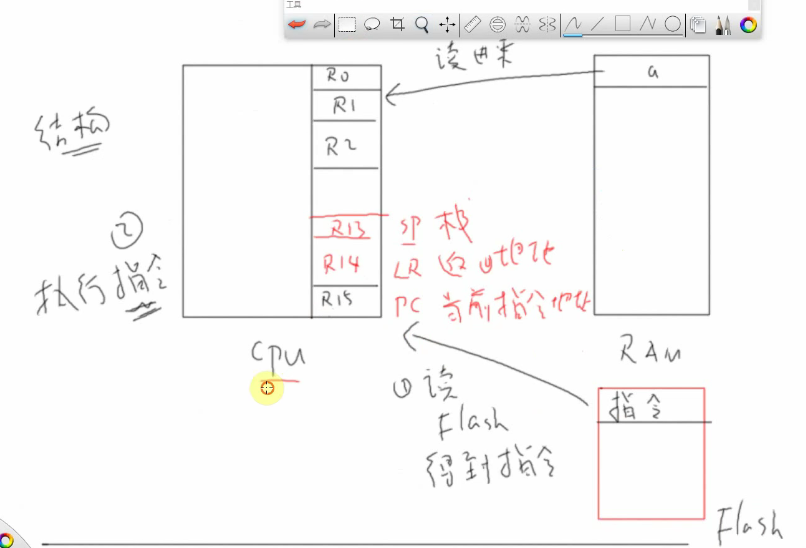 工具
读进来
R0
a
R1
结构
R2
②
R13 SP 栈
R14 LR 返回地址
执行指令
R15 PC 当前指令地址
CPU
RAM
① 读
Flash
得到指令
指令
Flash